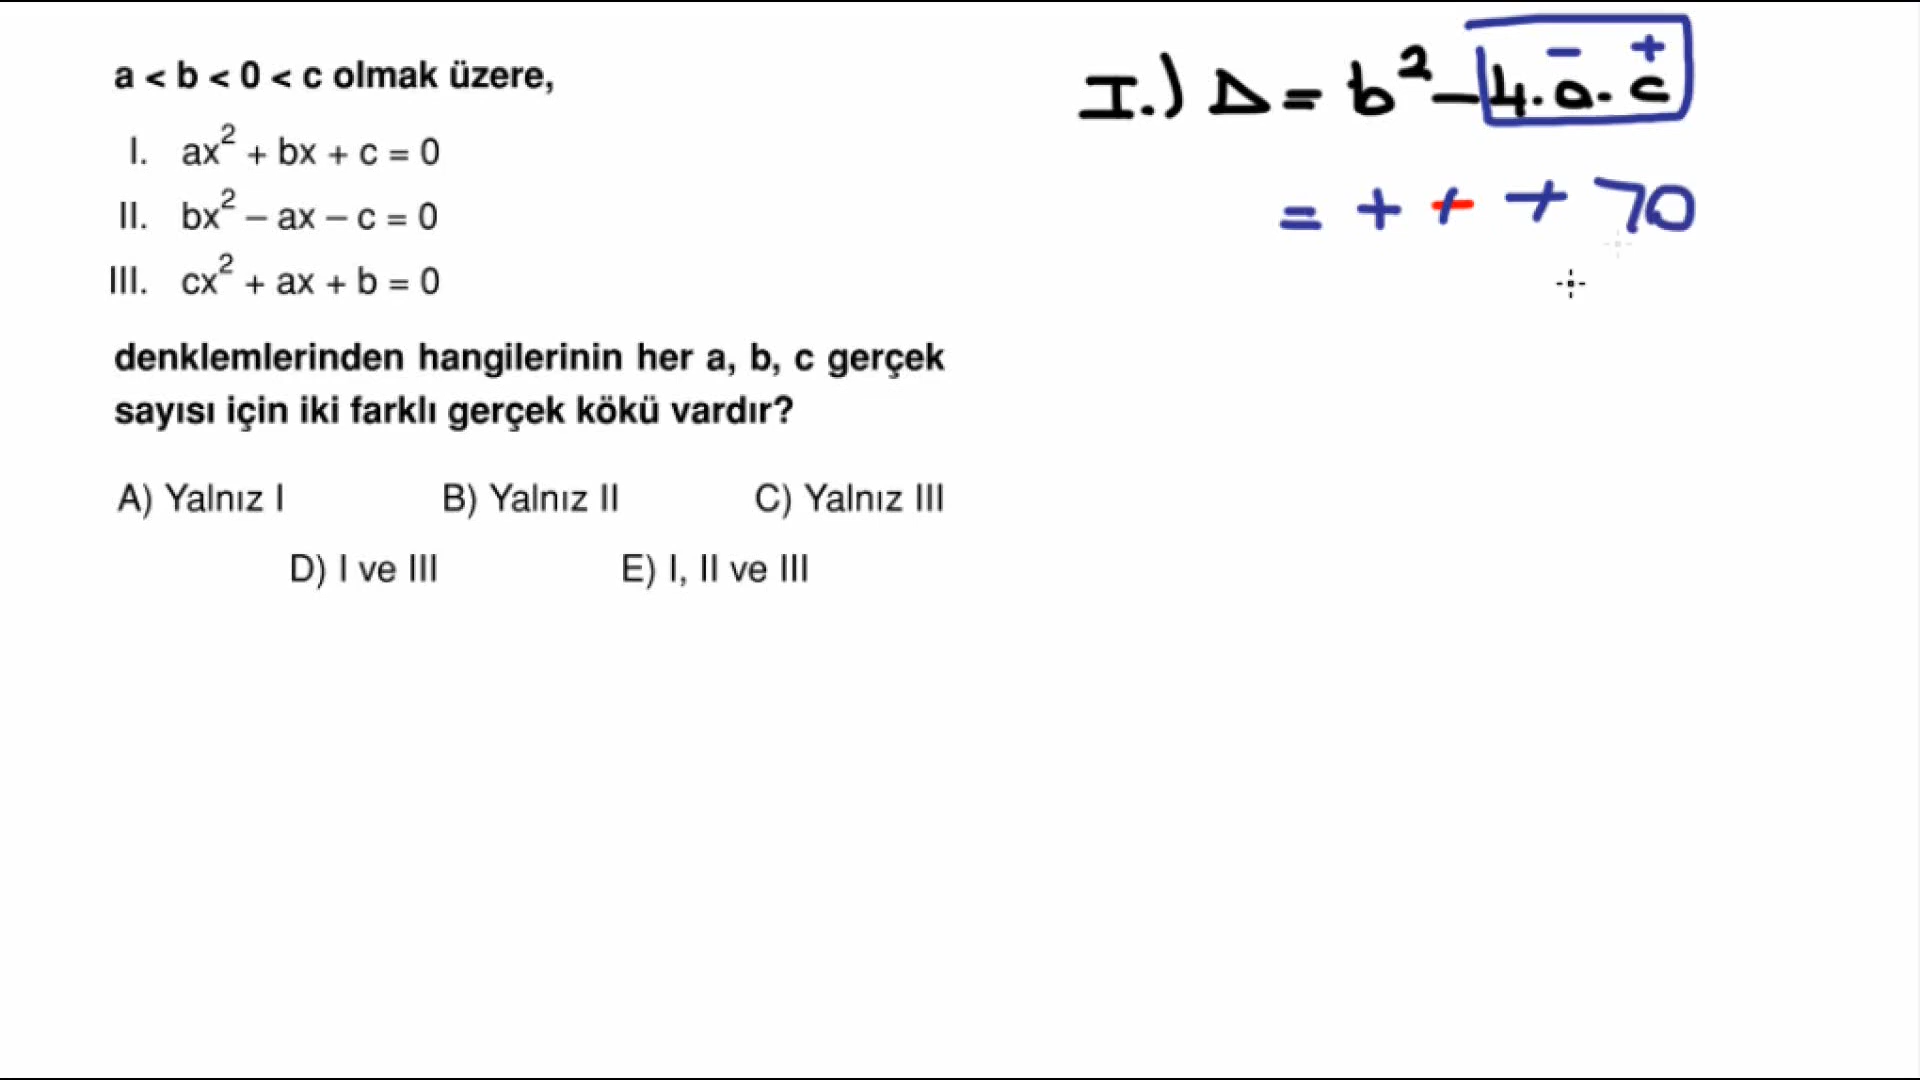 a < b < 0 < c olmak üzere,
I. ax² + bx + c = 0
II. bx² – ax – c = 0
III. cx² + ax + b = 0
denklemlerinden hangilerinin her a, b, c gerçek
sayısı için iki farklı gerçek kökü vardır?
A) Yalnız I B) Yalnız II C) Yalnız III
D) I ve III E) I, II ve III
– +
I.) Δ = b² – 4.a.c
= + + + >0